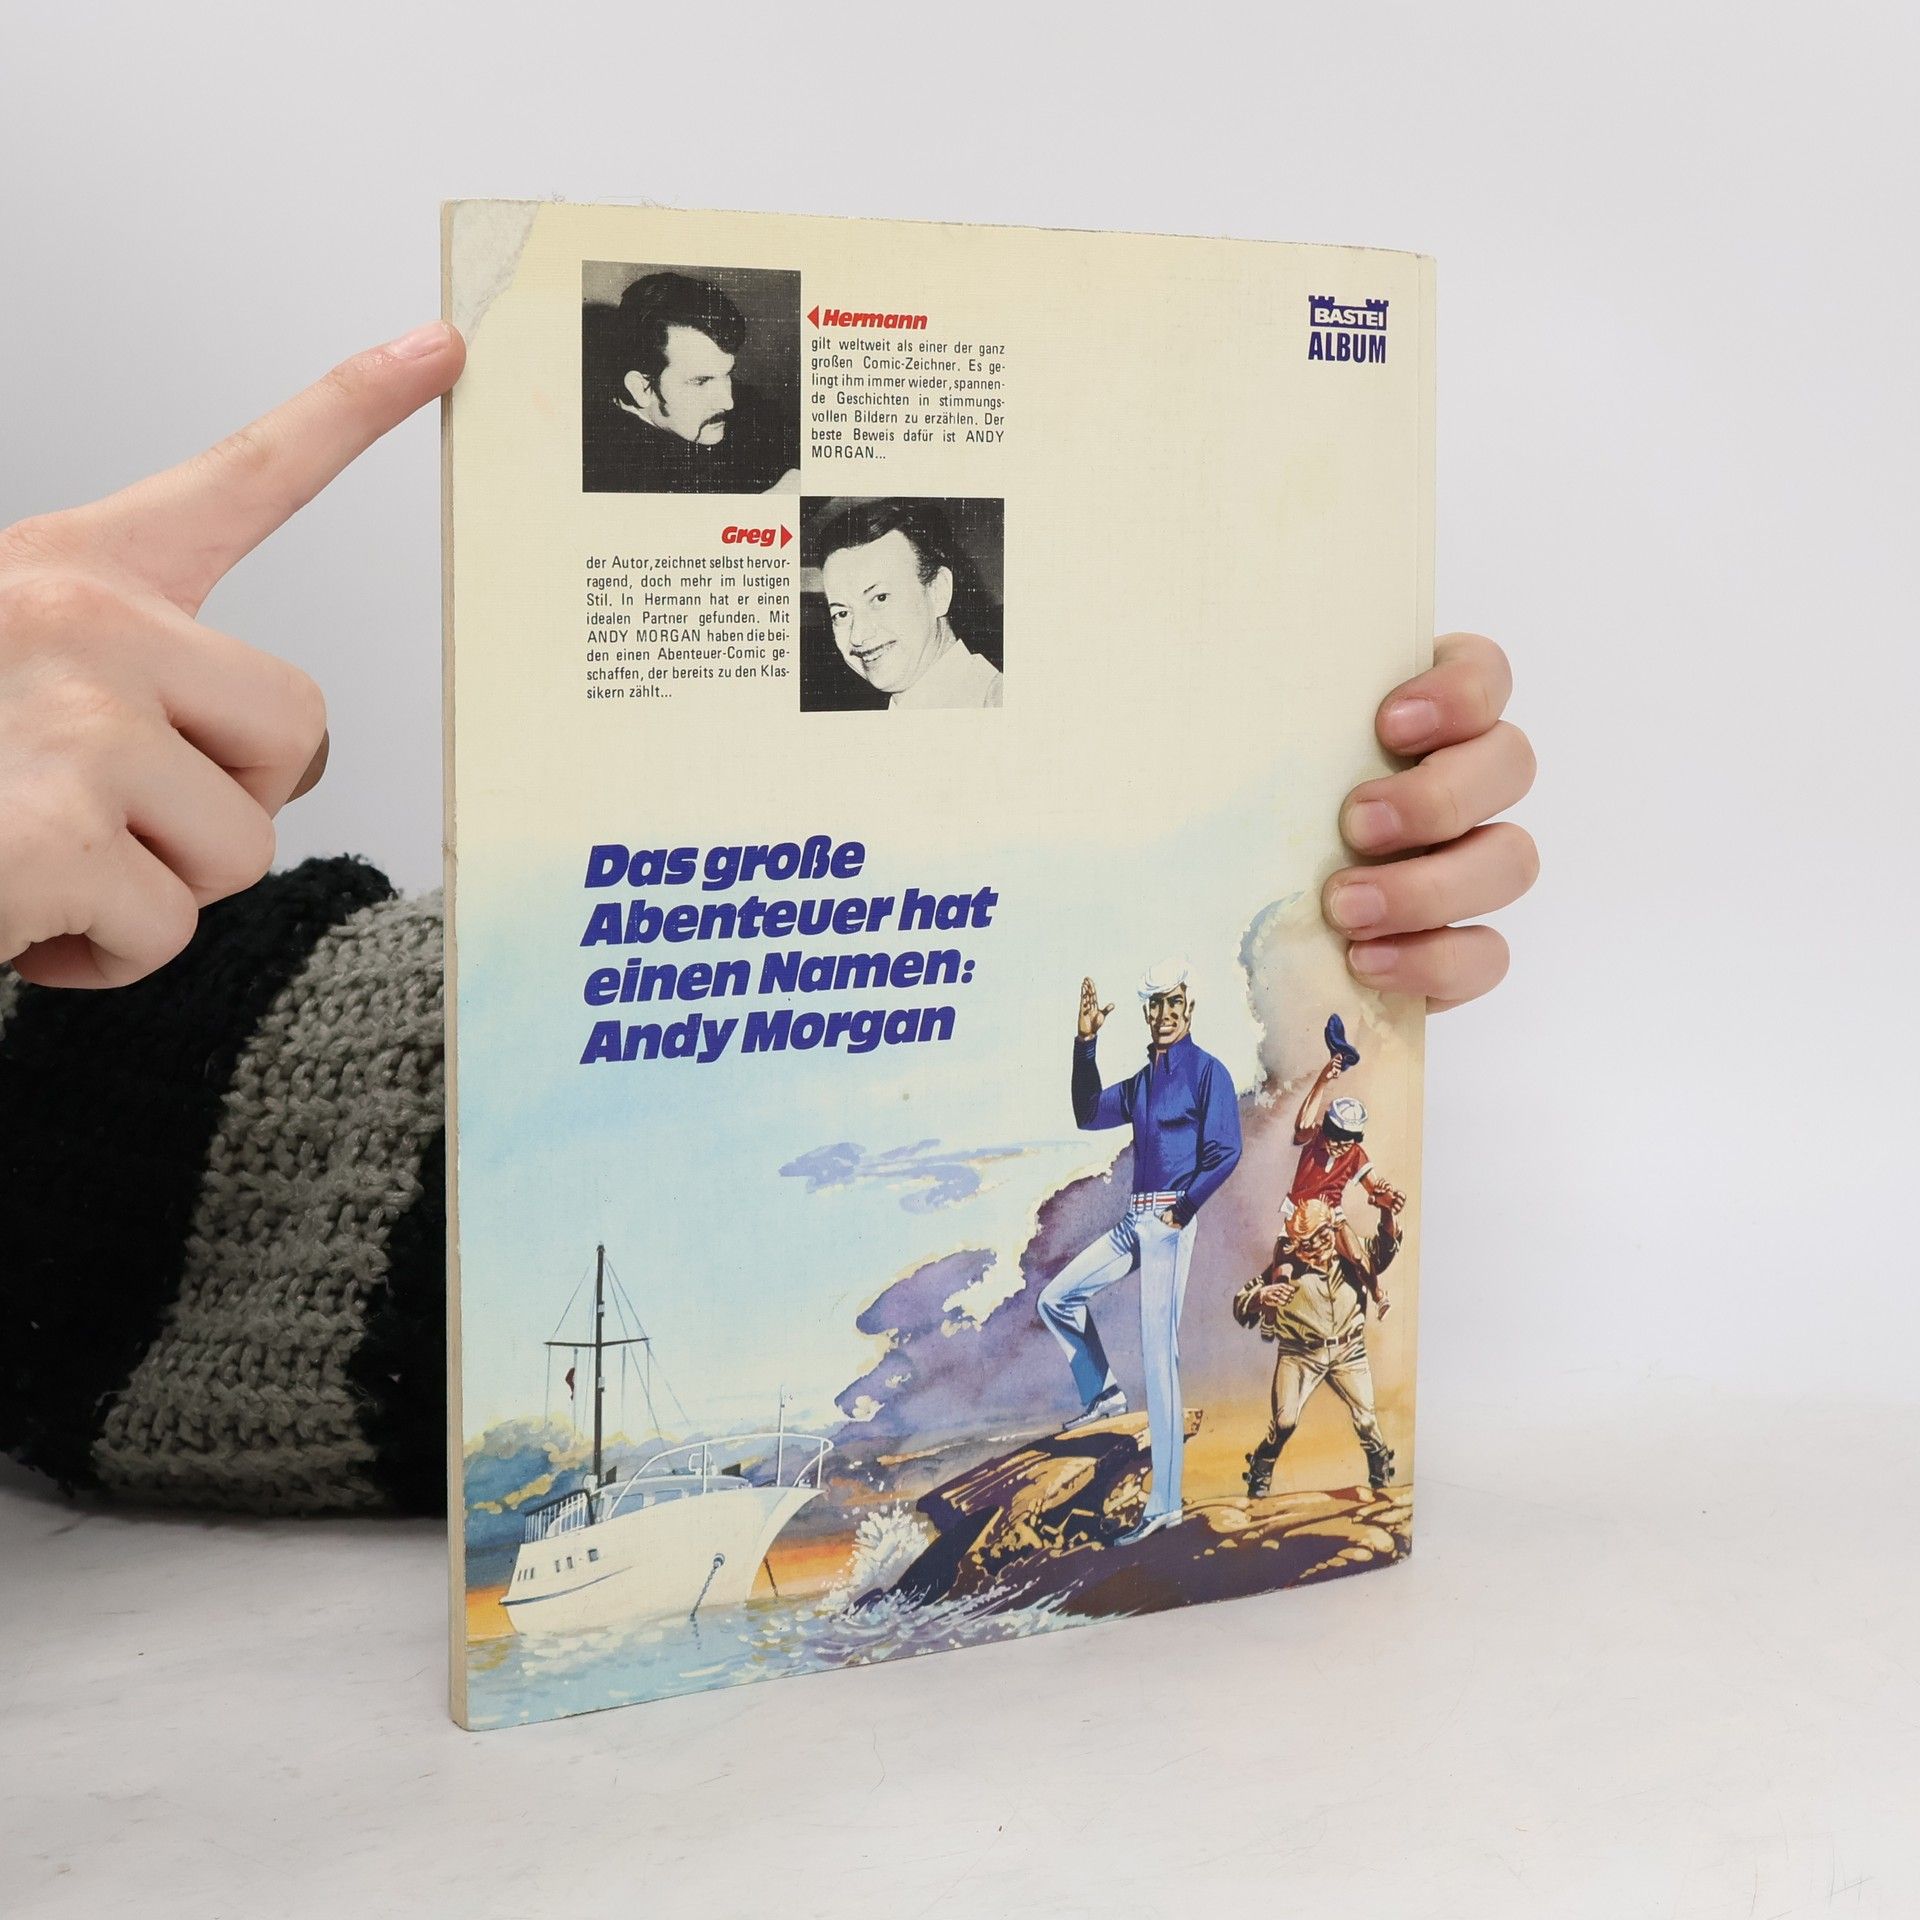 Hermann
gilt weltweit als einer der ganz
großen Comic-Zeichner. Es ge-
lingt ihm immer wieder, spannen-
de Geschichten in stimmungs-
vollen Bildern zu erzählen. Der
beste Beweis dafür ist ANDY
MORGAN...
BASTEI
ALBUM
Greg
der Autor, zeichnet selbst hervor-
ragend, doch mehr im lustigen
Stil. In Hermann hat er einen
idealen Partner gefunden. Mit
ANDY MORGAN haben die bei-
den einen Abenteuer-Comic ge-
schaffen, der bereits zu den Klas-
sikern zählt...
Das große
Abenteuer hat
einen Namen:
Andy Morgan